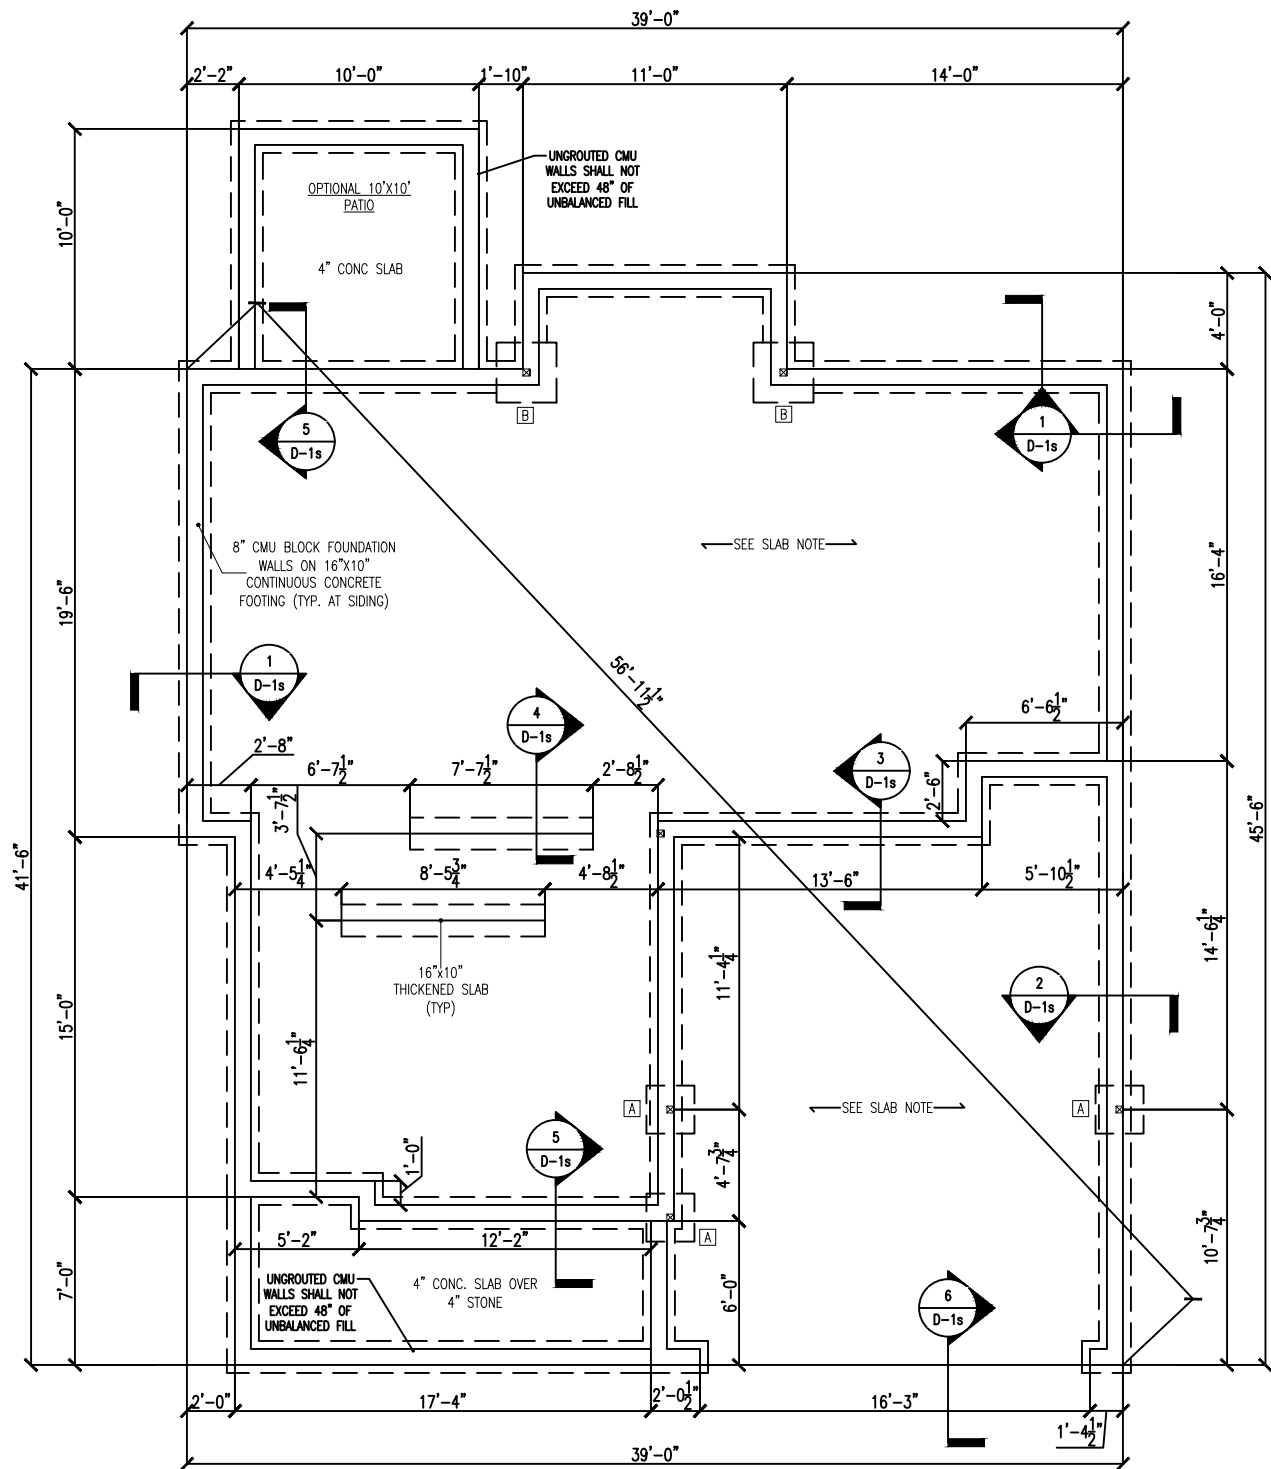 39'-0"
2'-2"
10'-0"
1'-10"
11'-0"
14'-0"
UNGROUTED CMU
WALLS SHALL NOT
EXCEED 48" OF
UNBALANCED FILL
OPTIONAL 10'X10'
PATIO
10'-0"
4" CONC SLAB
4'-0"
B
B
5
D-1s
1
D-1s
8" CMU BLOCK FOUNDATION
WALLS ON 16"X10"
CONTINUOUS CONCRETE
FOOTING (TYP. AT SIDING)
SEE SLAB NOTE
16'-4"
19'-6"
1
D-1s
56'-11½"
4
D-1s
6'-6½"
2'-8"
6'-7½"
7'-7½"
2'-8½"
3
D-1s
2'-6"
3'-7½"
45'-6"
41'-6"
4'-5¼"
8'-5¾"
4'-8½"
13'-6"
5'-10½"
16"x10"
THICKENED SLAB
(TYP)
11'-4¼"
14'-6¼"
2
D-1s
15'-0"
11'-6¼"
A
SEE SLAB NOTE
A
5
D-1s
1'-0"
4'-7¾"
A
10'-7¾"
5'-2"
12'-2"
7'-0"
UNGROUTED CMU
WALLS SHALL NOT
EXCEED 48" OF
UNBALANCED FILL
4" CONC. SLAB OVER
4" STONE
6'-0"
6
D-1s
2'-0"
17'-4"
2'-0½"
16'-3"
1'-4½"
39'-0"